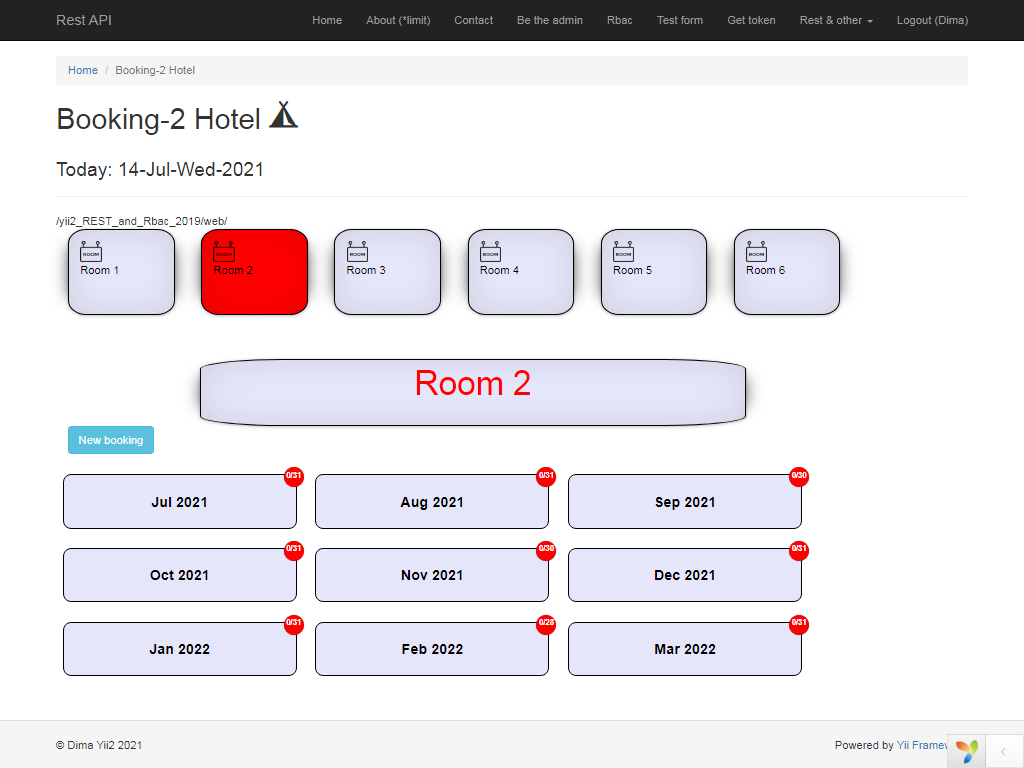 Rest API Home About (*limit) Contact Be the admin Rbac Test form Get token Rest & other Logout (Dima)
Home / Booking-2 Hotel
Booking-2 Hotel
Today: 14-Jul-Wed-2021
/yii2_REST_and_Rbac_2019/web/
ROOM ROOM ROOM ROOM ROOM ROOM
Room 1 Room 2 Room 3 Room 4 Room 5 Room 6
Room 2
New booking
0/31 0/31 0/30
Jul 2021 Aug 2021 Sep 2021
0/31 0/30 0/31
Oct 2021 Nov 2021 Dec 2021
0/31 0/28 0/31
Jan 2022 Feb 2022 Mar 2022
© Dima Yii2 2021 Powered by Yii Framew